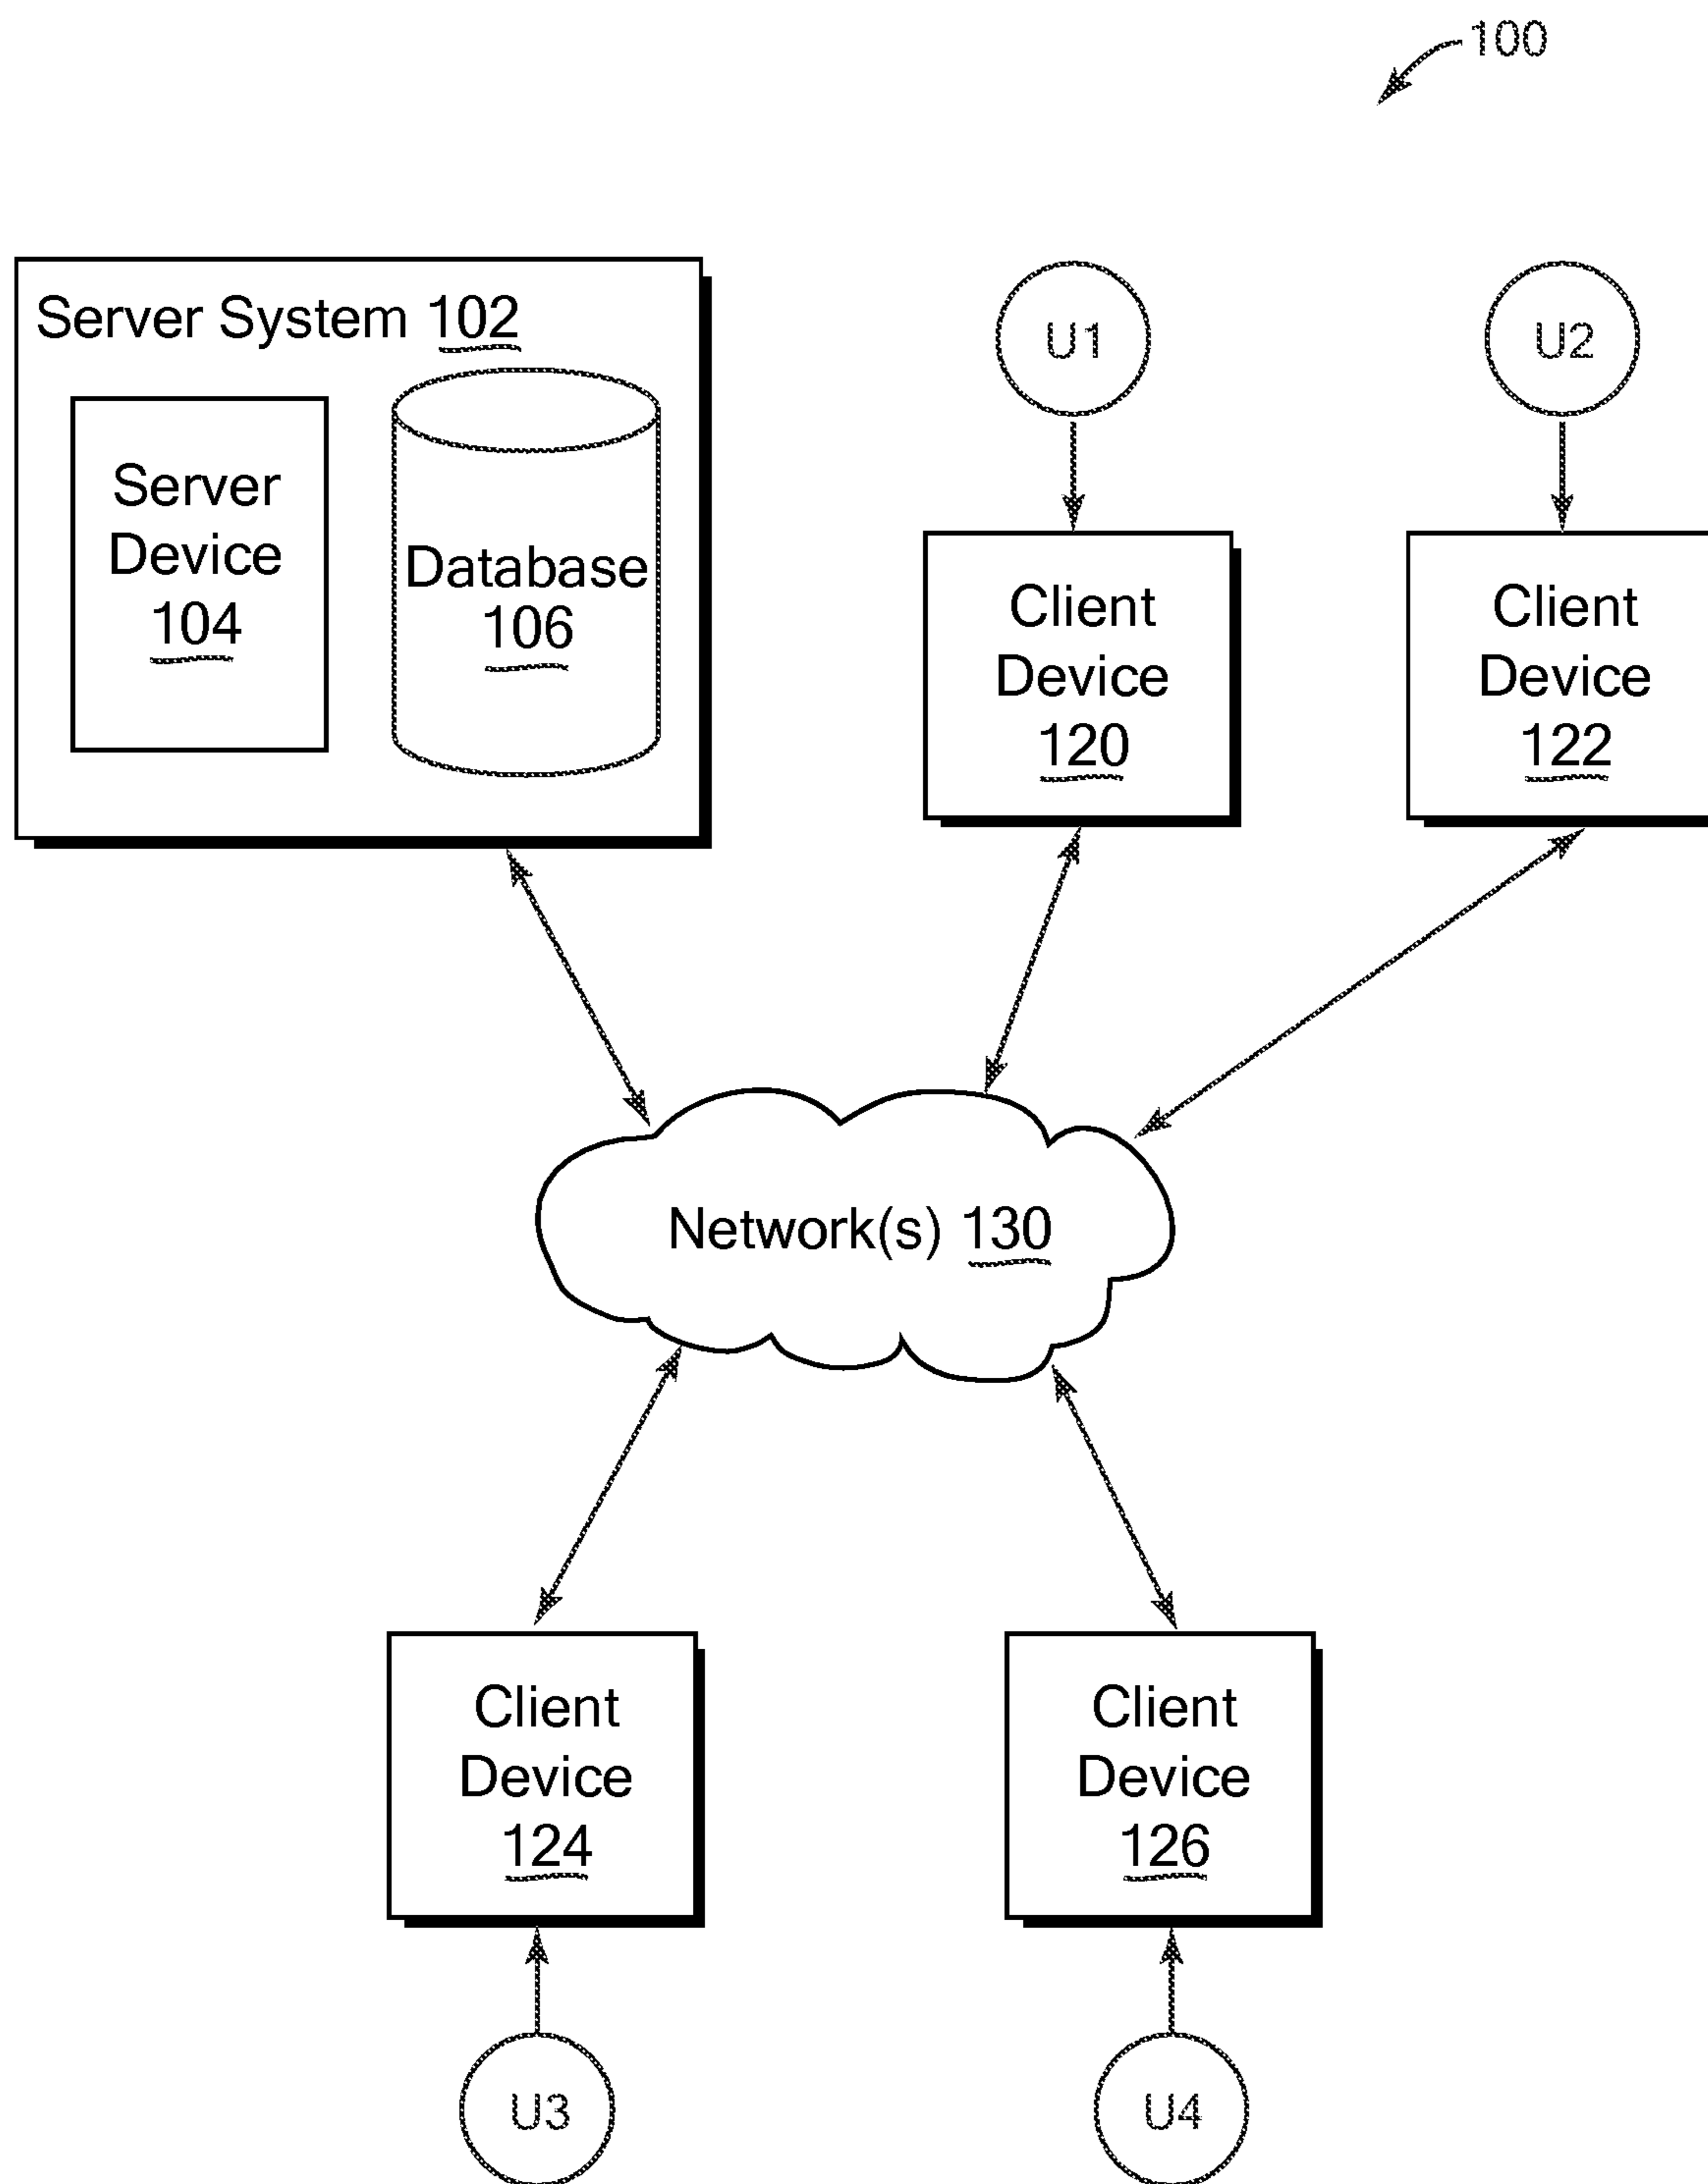 100
Server System 102
U1
U2
Server
Device
104
Database
106
Client
Device
120
Client
Device
122
Network(s) 130
Client
Device
124
Client
Device
126
U3
U4